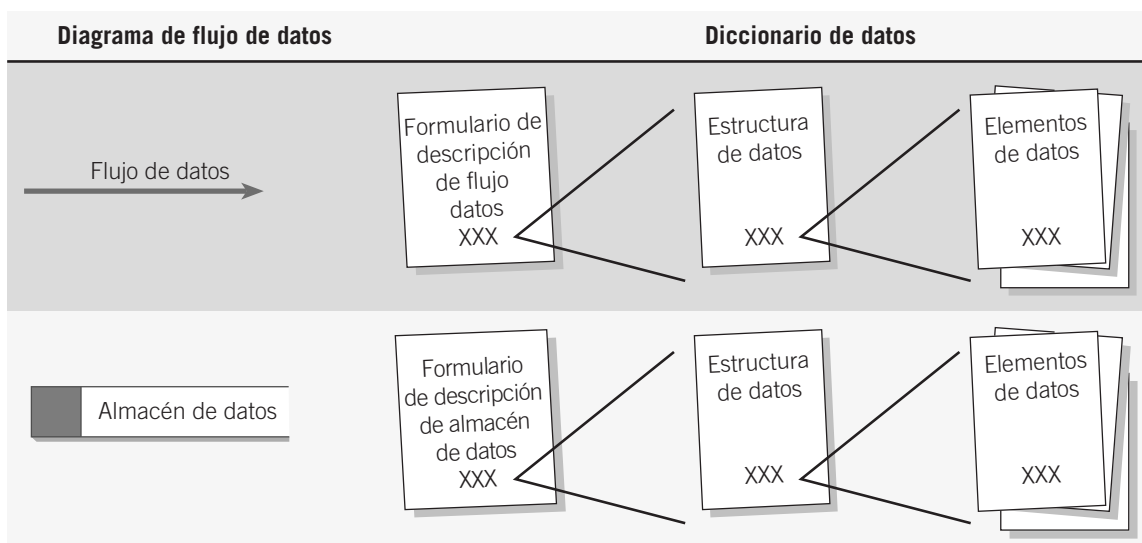 Diagrama de flujo de datos
Diccionario de datos
Flujo de datos
Formulario de
descripción
de flujo
datos
XXX
Estructura
de datos
XXX
Elementos
de datos
XXX
Almacén de datos
Formulario
de descripción
de almacén
de datos
XXX
Estructura
de datos
XXX
Elementos
de datos
XXX